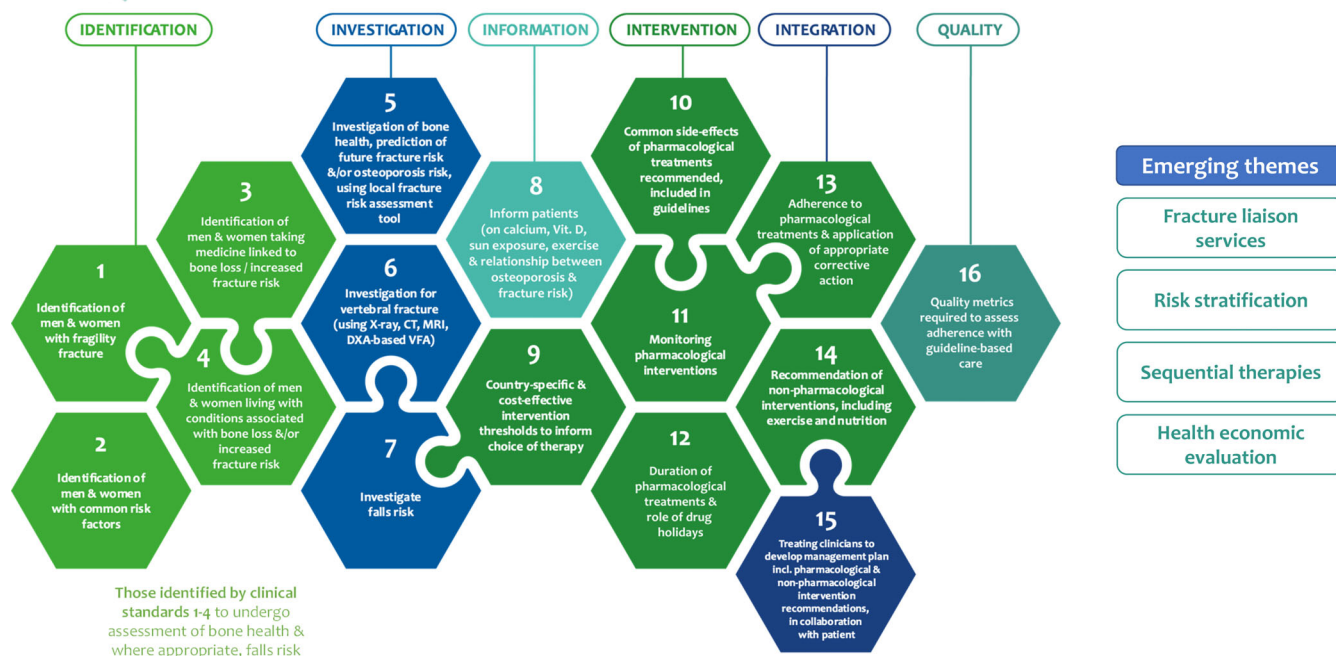 IDENTIFICATION
INVESTIGATION
INFORMATION
INTERVENTION
INTEGRATION
QUALITY
1
Identification of
men & women
with fragility
fracture
2
Identification of
men & women
with common risk
factors
3
Identification of
men & women taking
medicine linked to
bone loss / increased
fracture risk
4
Identification of men
& women living with
conditions associated
with bone loss &/or
increased
fracture risk
Those identified by clinical
standards 1-4 to undergo
assessment of bone health &
where appropriate, falls risk
5
Investigation of bone
health, prediction of
future fracture risk
&/or osteoporosis risk,
using local fracture
risk assessment
tool
6
Investigation for
vertebral fracture
(using X-ray, CT, MRI,
DXA-based VFA)
7
Investigate
falls risk
8
Inform patients
(on calcium, Vit. D,
sun exposure, exercise
& relationship between
osteoporosis &
fracture risk)
9
Country-specific &
cost-effective
intervention
thresholds to inform
choice of therapy
10
Common side-effects
of pharmacological
treatments
recommended,
included in
guidelines
11
Monitoring
pharmacological
interventions
12
Duration of
pharmacological
treatments &
role of drug
holidays
13
Adherence to
pharmacological
treatments & application
of appropriate
corrective
action
14
Recommendation of
non-pharmacological
interventions, including
exercise and nutrition
15
Treating clinicians to
develop management plan
incl. pharmacological &
non-pharmacological
intervention
recommendations,
in collaboration
with patient
16
Quality metrics
required to assess
adherence with
guideline-based
care
Emerging themes
Fracture liaison
services
Risk stratification
Sequential therapies
Health economic
evaluation